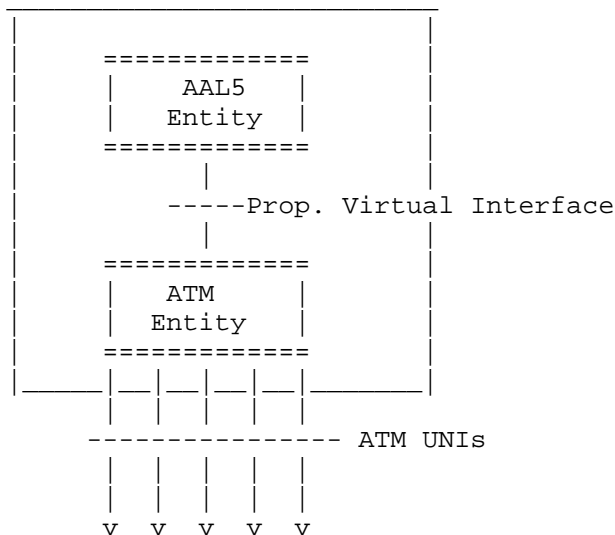 AAL5
Entity
Prop. Virtual Interface
ATM
Entity
ATM UNIs
v v v v v